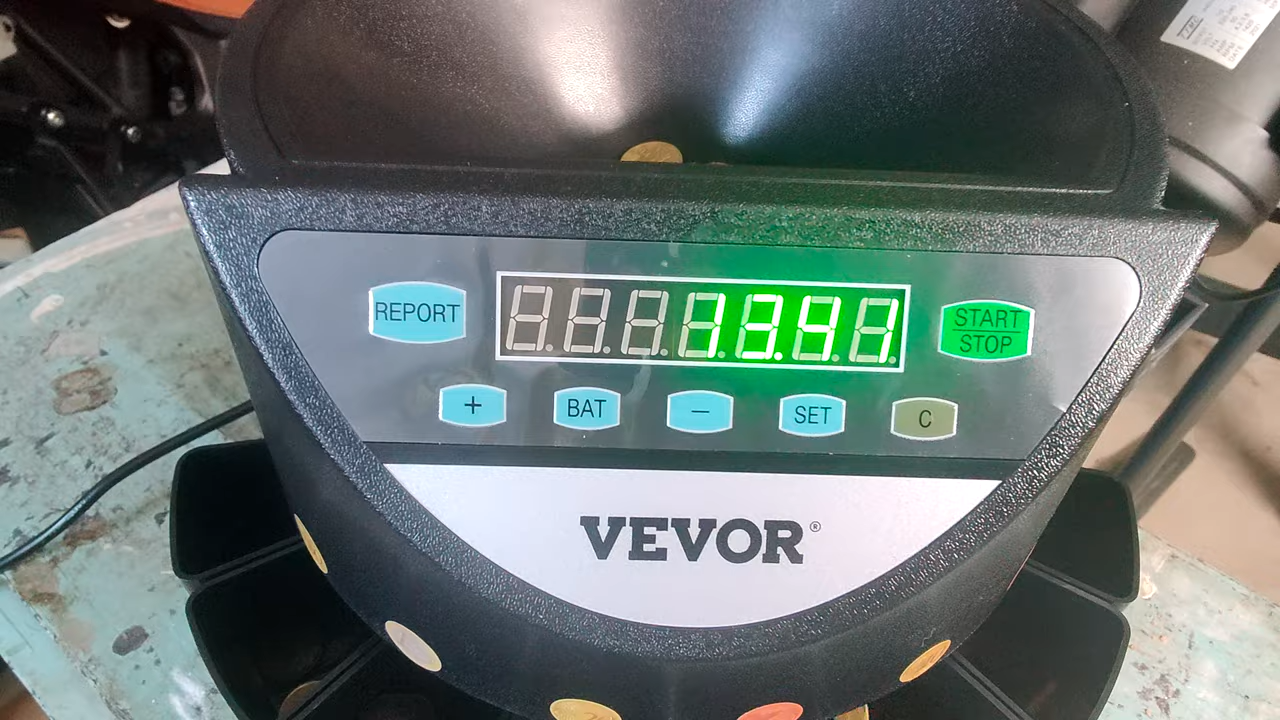 REPORT
13.41
START
STOP
+
BAT
−
SET
C
VEVOR®